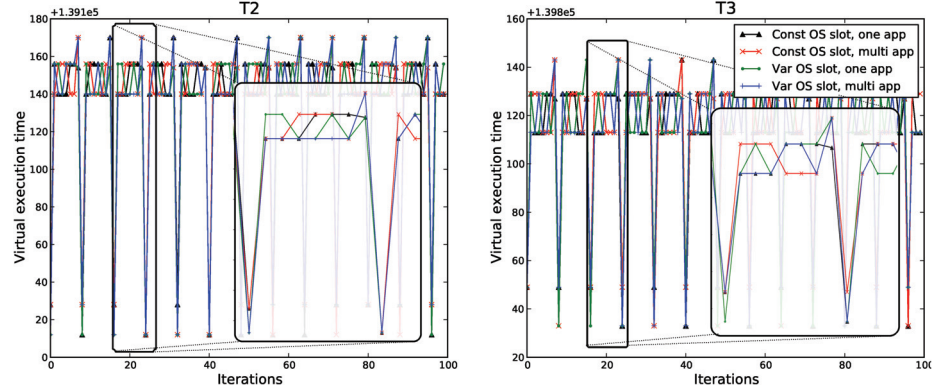 T2
+1.391e5
180
160
140
120
100
80
60
40
20
0
Virtual execution time
0 20 40 60 80 100
Iterations
T3
+1.398e5
160
140
120
100
80
60
40
20
Virtual execution time
0 20 40 60 80 100
Iterations
Const OS slot, one app
Const OS slot, multi app
Var OS slot, one app
Var OS slot, multi app